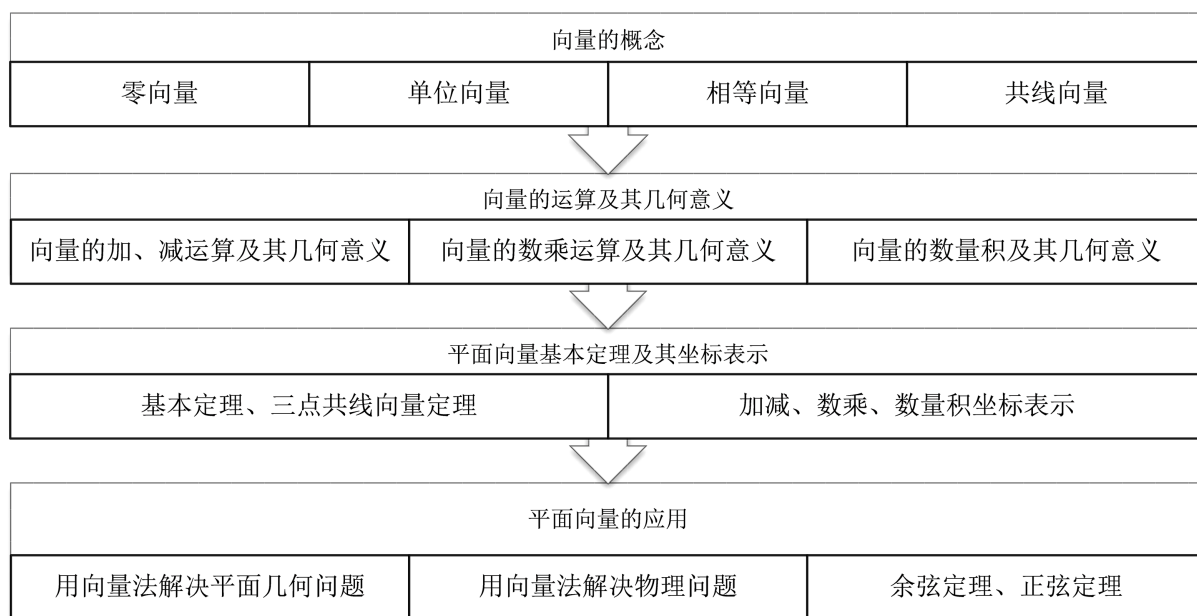 向量的概念
零向量 单位向量 相等向量 共线向量
向量的运算及其几何意义
向量的加、减运算及其几何意义 向量的数乘运算及其几何意义 向量的数量积及其几何意义
平面向量基本定理及其坐标表示
基本定理、三点共线向量定理 加减、数乘、数量积坐标表示
平面向量的应用
用向量法解决平面几何问题 用向量法解决物理问题 余弦定理、正弦定理